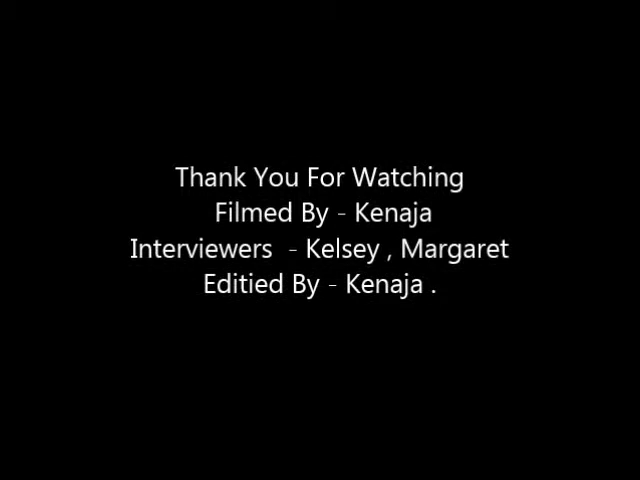 Thank You For Watching
Filmed By - Kenaja
Interviewers  - Kelsey , Margaret
Editied By - Kenaja .